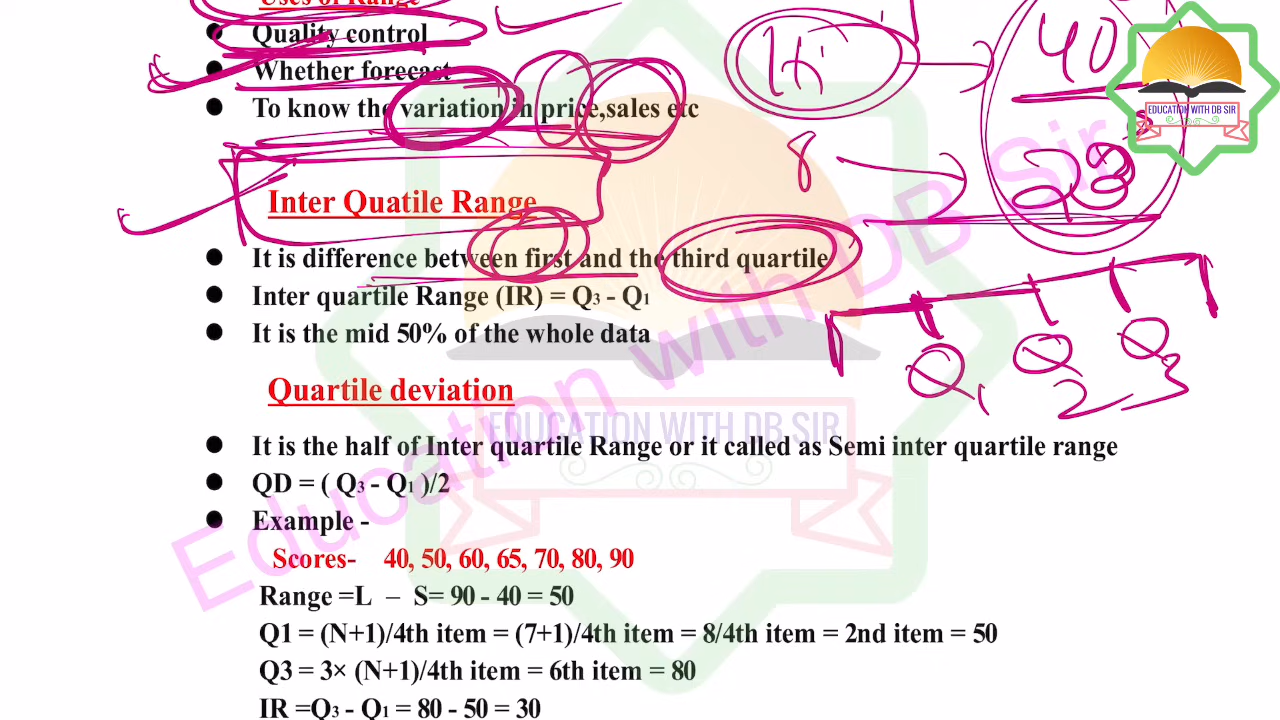 Uses of Range
Quality control
Whether forecast
To know the variation in price,sales etc
Hi
40
8
28
EDUCATION WITH DB SIR
Inter Quatile Range
It is difference between first and the third quartile
Inter quartile Range (IR) = Q3 - Q1
It is the mid 50% of the whole data
Q1 Q2 Q3
Quartile deviation
EDUCATION WITH DB SIR
Education with DB Sir
It is the half of Inter quartile Range or it called as Semi inter quartile range
QD = ( Q3 - Q1 )/2
Example -
Scores- 40, 50, 60, 65, 70, 80, 90
Range =L – S= 90 - 40 = 50
Q1 = (N+1)/4th item = (7+1)/4th item = 8/4th item = 2nd item = 50
Q3 = 3× (N+1)/4th item = 6th item = 80
IR =Q3 - Q1 = 80 - 50 = 30